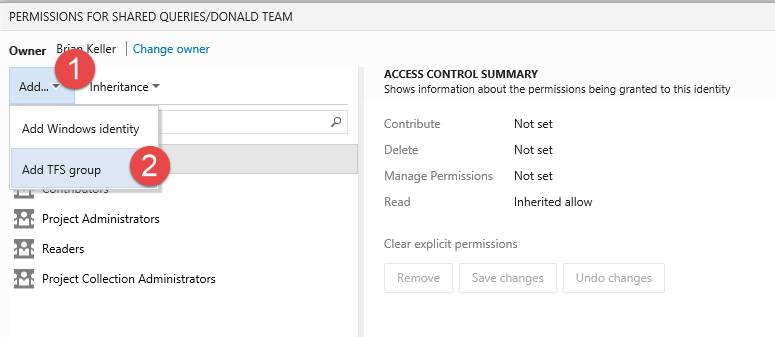 PERMISSIONS FOR SHARED QUERIES/DONALD TEAM
Owner Brian Keller Change owner
1
Add... Inheritance
Add Windows identity
Add TFS group
2
Contributors
Project Administrators
Readers
Project Collection Administrators
ACCESS CONTROL SUMMARY
Shows information about the permissions being granted to this identity
Contribute Not set
Delete Not set
Manage Permissions Not set
Read Inherited allow
Clear explicit permissions
Remove Save changes Undo changes